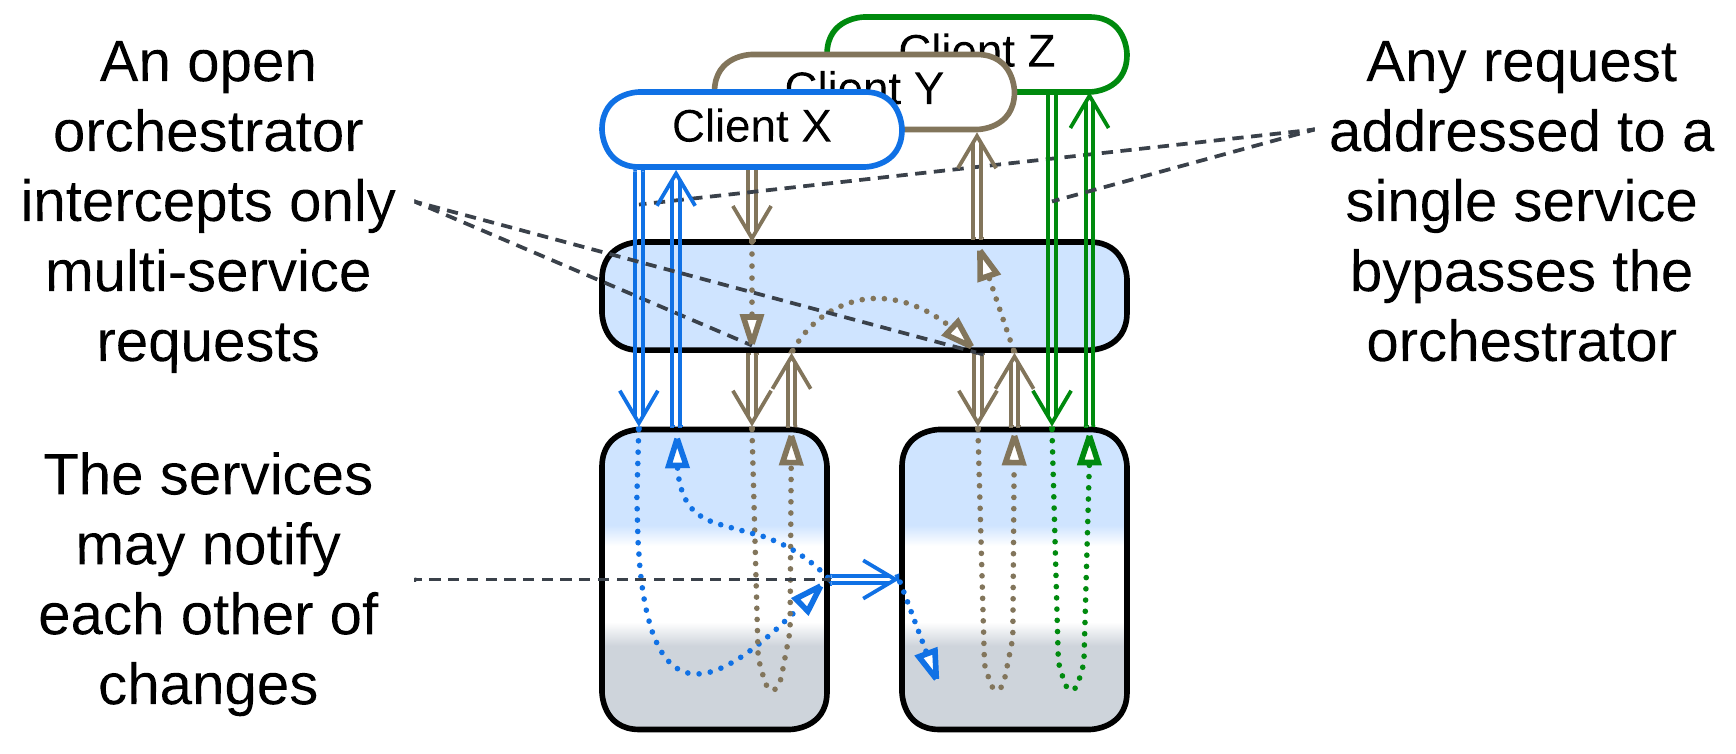 An open
orchestrator
intercepts only
multi-service
requests
Client Z
Client Y
Client X
Any request
addressed to a
single service
bypasses the
orchestrator
The services
may notify
each other of
changes